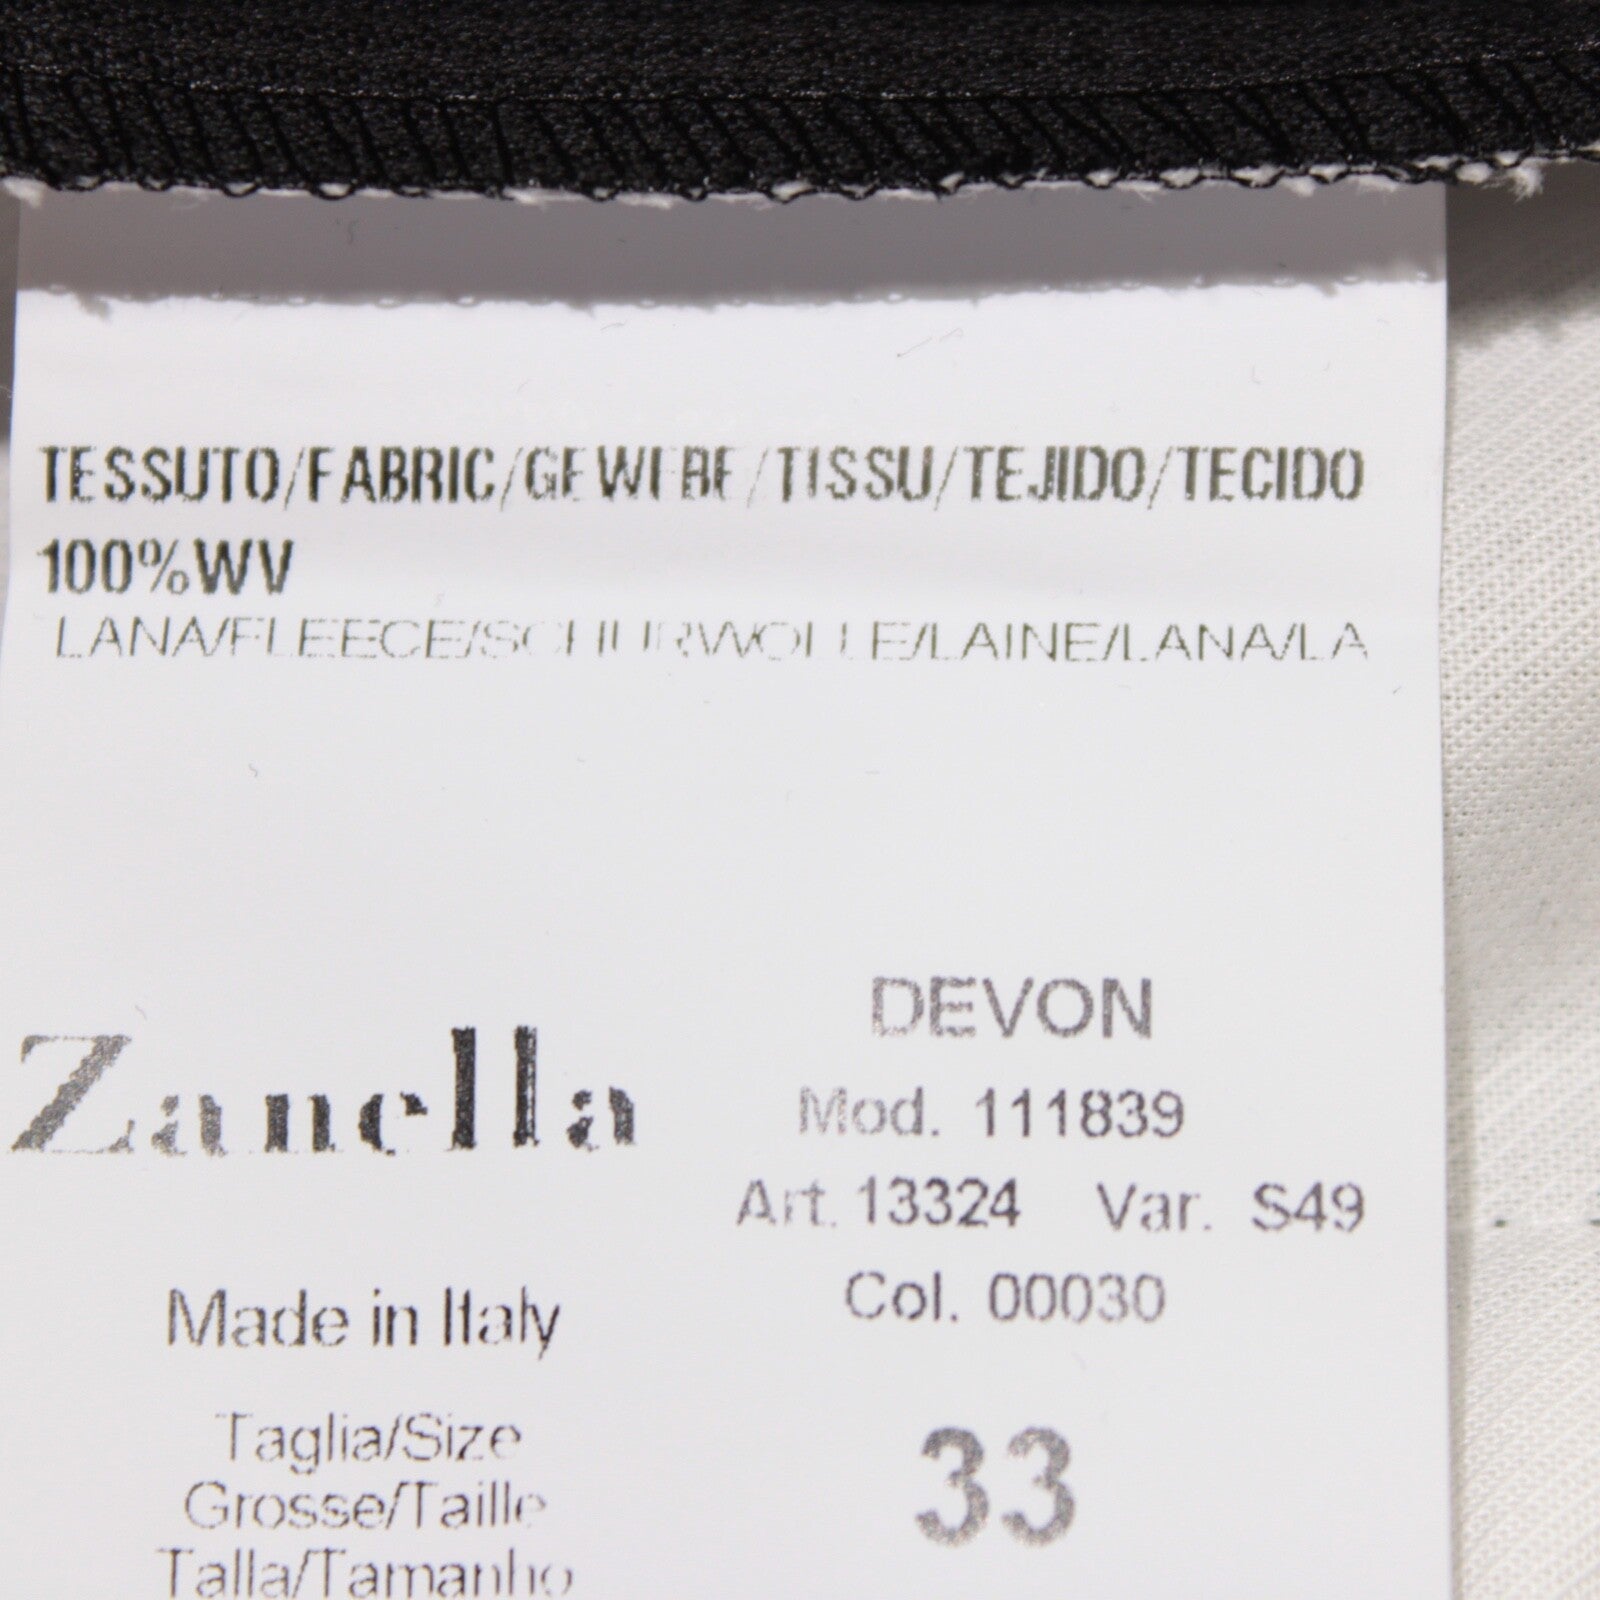 TESSUTO/FABRIC/GEWEBE/TISSU/TEJIDO/TECIDO
100%WV
LANA/FLEECE/SCHURWOLLE/LAINE/LANA/LA
DEVON
Zanella
Mod. 111839
Art. 13324 Var. S49
Col. 00030
Made in Italy
Taglia/Size
Grosse/Taille
33
Talla/Tamanho